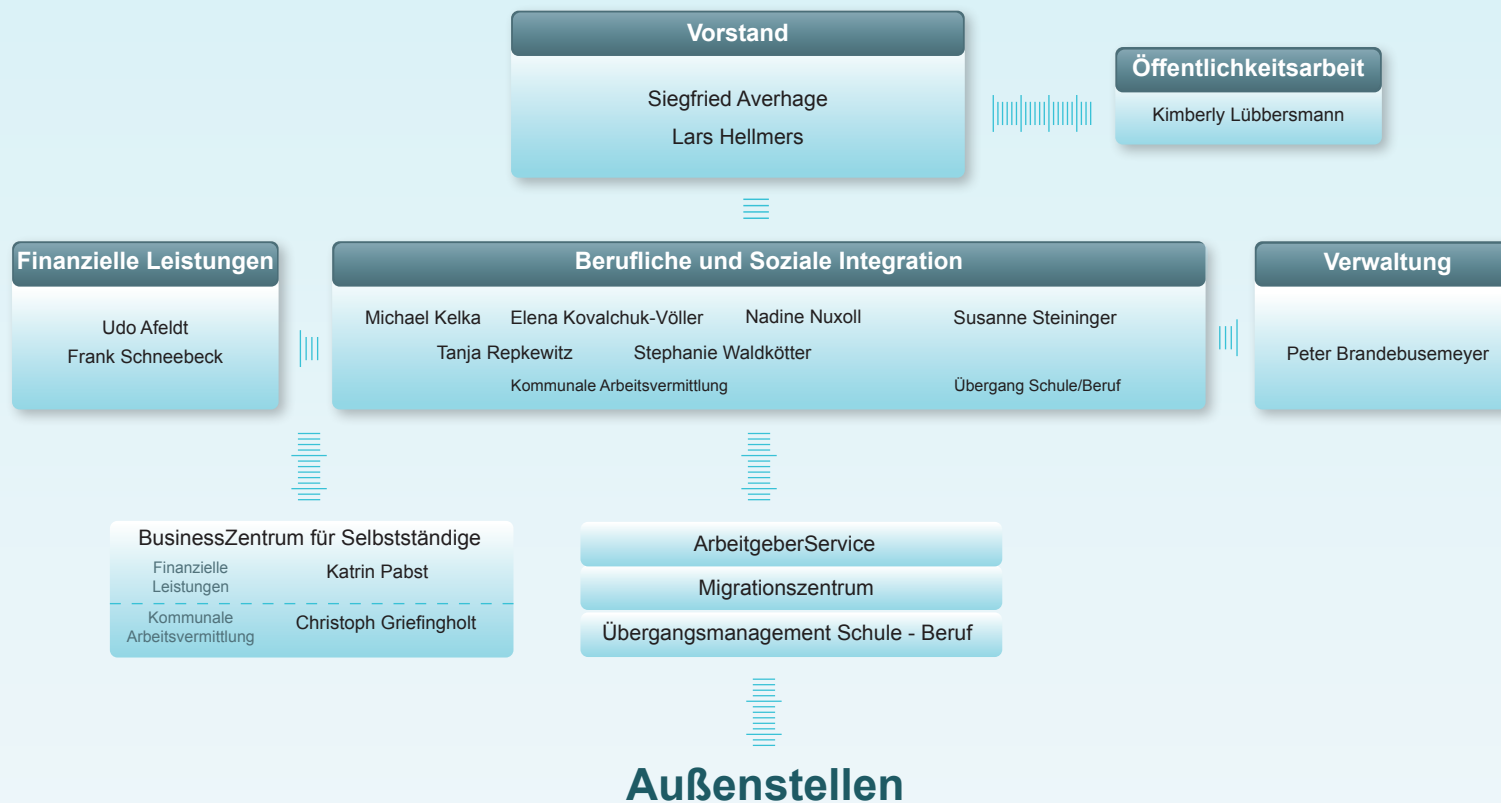 Vorstand
Siegfried Averhage
Lars Hellmers
Öffentlichkeitsarbeit
Kimberly Lübbersmann
Finanzielle Leistungen
Udo Afeldt
Frank Schneebeck
Berufliche und Soziale Integration
Michael Kelka Elena Kovalchuk-Völler Nadine Nuxoll Susanne Steininger
Tanja Repkewitz Stephanie Waldkötter
Kommunale Arbeitsvermittlung Übergang Schule/Beruf
Verwaltung
Peter Brandebusemeyer
BusinessZentrum für Selbstständige
Finanzielle
Leistungen
Katrin Pabst
Kommunale
Arbeitsvermittlung
Christoph Griefingholt
ArbeitgeberService
Migrationszentrum
Übergangsmanagement Schule - Beruf
Außenstellen